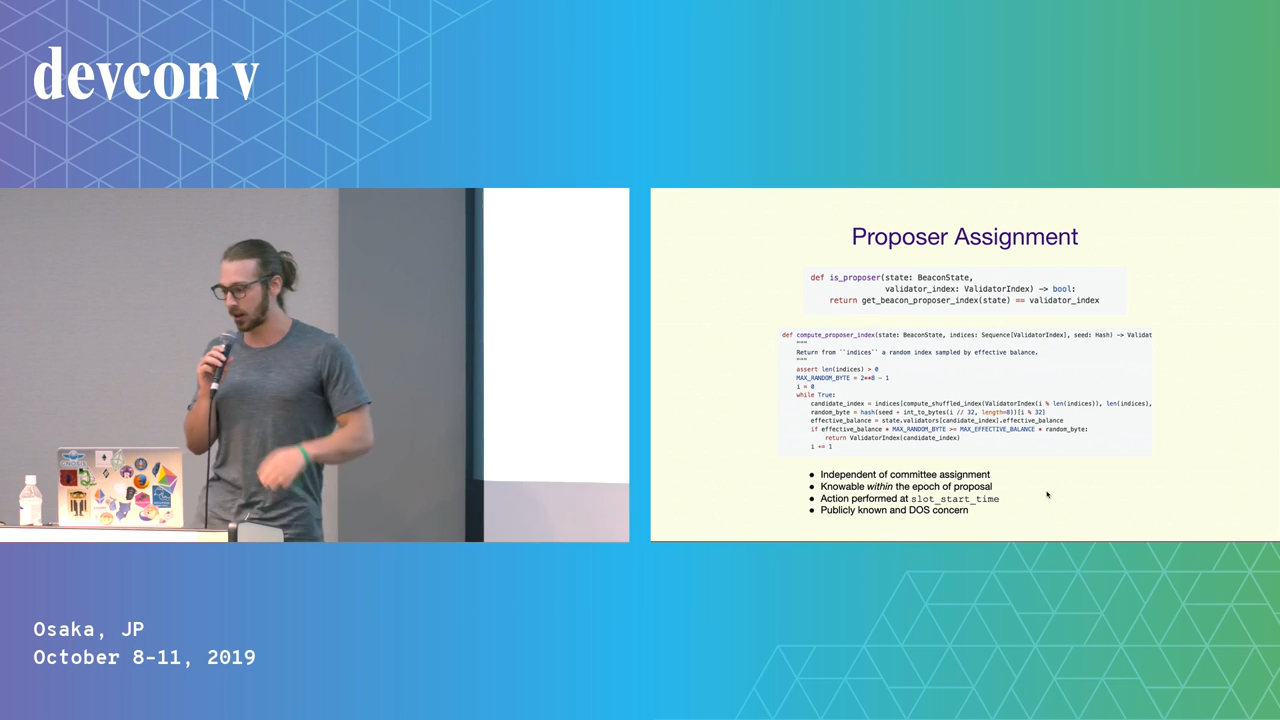 devcon v
Proposer Assignment
def is_proposer(state: BeaconState,
validator_index: ValidatorIndex) -> bool:
return get_beacon_proposer_index(state) == validator_index
def compute_proposer_index(state: BeaconState, indices: Sequence[ValidatorIndex], seed: Hash) -> Validat
"""
Return from ``indices`` a random index sampled by effective balance.
"""
assert len(indices) > 0
MAX_RANDOM_BYTE = 2**8 - 1
i = 0
while True:
candidate_index = indices[compute_shuffled_index(ValidatorIndex(i % len(indices)), len(indices),
random_byte = hash(seed + int_to_bytes(i // 32, length=8))[i % 32]
effective_balance = state.validators[candidate_index].effective_balance
if effective_balance * MAX_RANDOM_BYTE >= MAX_EFFECTIVE_BALANCE * random_byte:
return ValidatorIndex(candidate_index)
i += 1
● Independent of committee assignment
● Knowable within the epoch of proposal
● Action performed at slot_start_time
● Publicly known and DOS concern
Osaka, JP
October 8-11, 2019